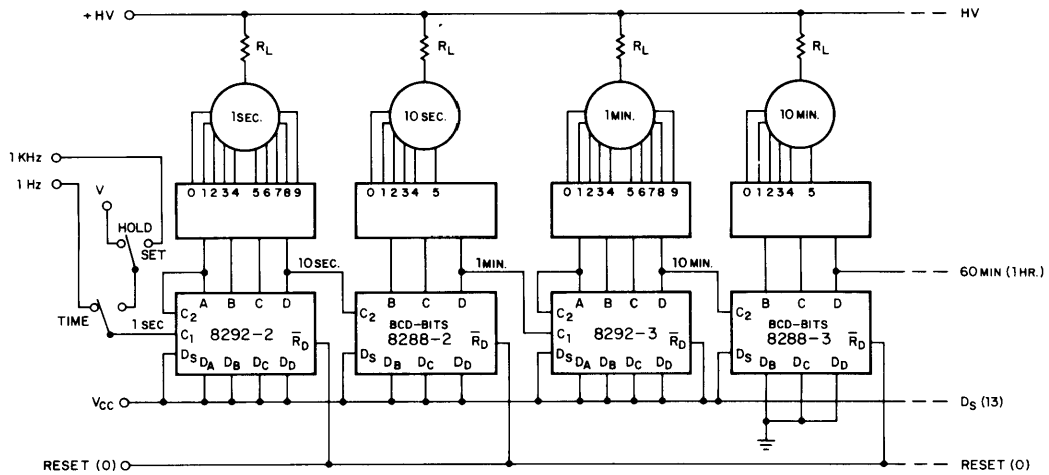 +HV
HV
R_L
R_L
R_L
R_L
1SEC.
10 SEC.
1MIN.
10 MIN.
1 KHz
1 Hz
V
HOLD
SET
TIME
1 SEC
0 1 2 3 4 5 6 7 8 9
0 1 2 3 4 5
0 1 2 3 4 5 6 7 8 9
0 1 2 3 4 5
10 SEC.
1MIN.
10 MIN.
60 MIN (1 HR.)
A B C D
C2
8292-2
R̅D
C1
DS
DA DB DC DD
B C D
C2
BCD-BITS
8288-2
R̅D
DS
DB DC DD
A B C D
C2
8292-3
R̅D
C1
DS
DA DB DC DD
B C D
C2
BCD-BITS
8288-3
R̅D
DS
DB DC DD
VCC
DS (13)
RESET (0)
RESET (0)